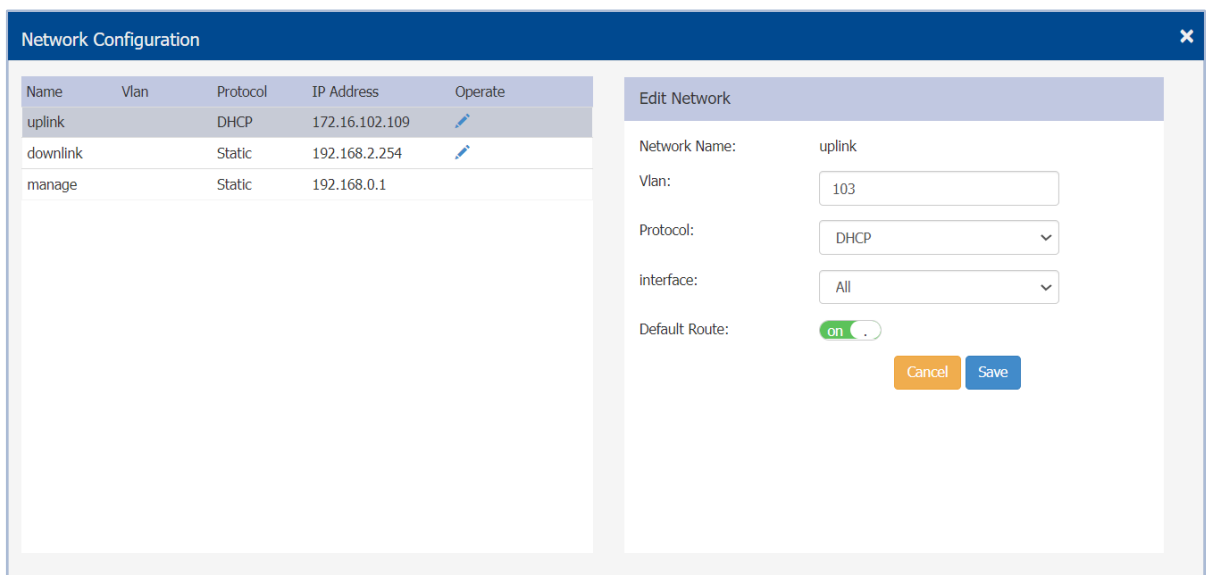 Network Configuration
Name Vlan Protocol IP Address Operate
uplink DHCP 172.16.102.109
downlink Static 192.168.2.254
manage Static 192.168.0.1
Edit Network
Network Name: uplink
Vlan: 103
Protocol: DHCP
interface: All
Default Route: on .
Cancel Save